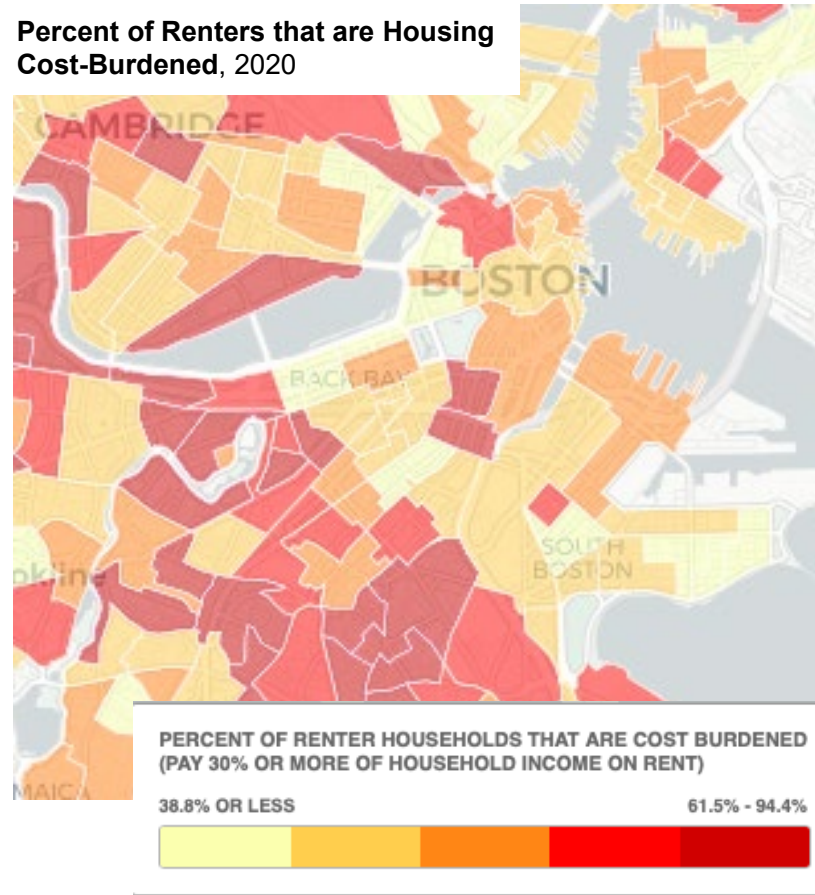 Percent of Renters that are Housing
Cost-Burdened, 2020
CAMBRIDGE
BOSTON
BACK BAY
SOUTH
BOSTON
okline
MAICA
PERCENT OF RENTER HOUSEHOLDS THAT ARE COST BURDENED
(PAY 30% OR MORE OF HOUSEHOLD INCOME ON RENT)
38.8% OR LESS
61.5% - 94.4%